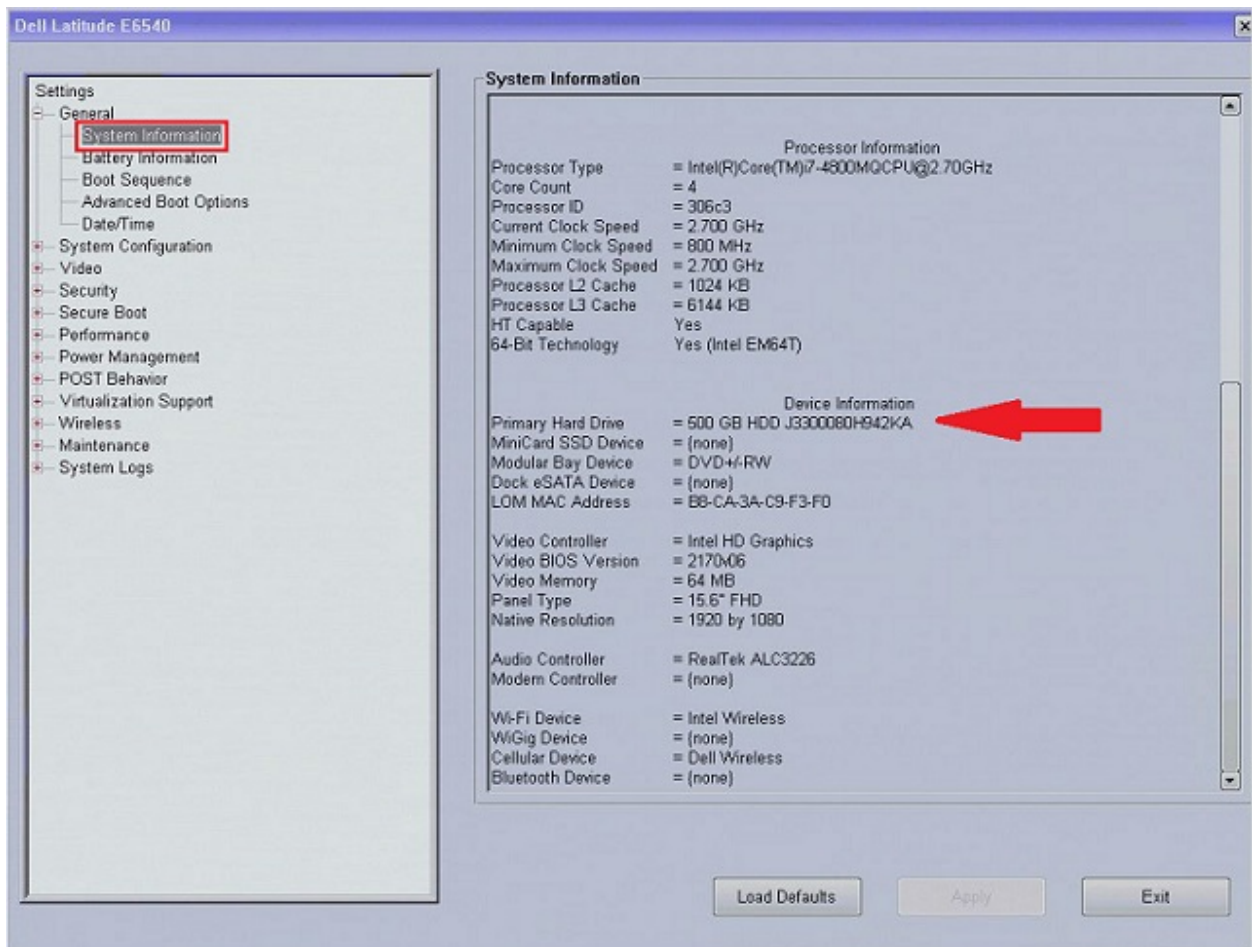 Dell Latitude E6540
Settings
General
System Information
Battery Information
Boot Sequence
Advanced Boot Options
Date/Time
System Configuration
Video
Security
Secure Boot
Performance
Power Management
POST Behavior
Virtualization Support
Wireless
Maintenance
System Logs
System Information
Processor Information
Processor Type = Intel(R)Core(TM)i7-4800MQCPU@2.70GHz
Core Count = 4
Processor ID = 306c3
Current Clock Speed = 2.700 GHz
Minimum Clock Speed = 800 MHz
Maximum Clock Speed = 2.700 GHz
Processor L2 Cache = 1024 KB
Processor L3 Cache = 6144 KB
HT Capable Yes
64-Bit Technology Yes (Intel EM64T)
Device Information
Primary Hard Drive = 500 GB HDD J3300080H942KA
MiniCard SSD Device = {none}
Modular Bay Device = DVD+/-RW
Dock eSATA Device = {none}
LOM MAC Address = B8-CA-3A-C9-F3-F0
Video Controller = Intel HD Graphics
Video BIOS Version = 2170v06
Video Memory = 64 MB
Panel Type = 15.6" FHD
Native Resolution = 1920 by 1080
Audio Controller = RealTek ALC3226
Modem Controller = {none}
Wi-Fi Device = Intel Wireless
WiGig Device = {none}
Cellular Device = Dell Wireless
Bluetooth Device = {none}
Load Defaults
Apply
Exit